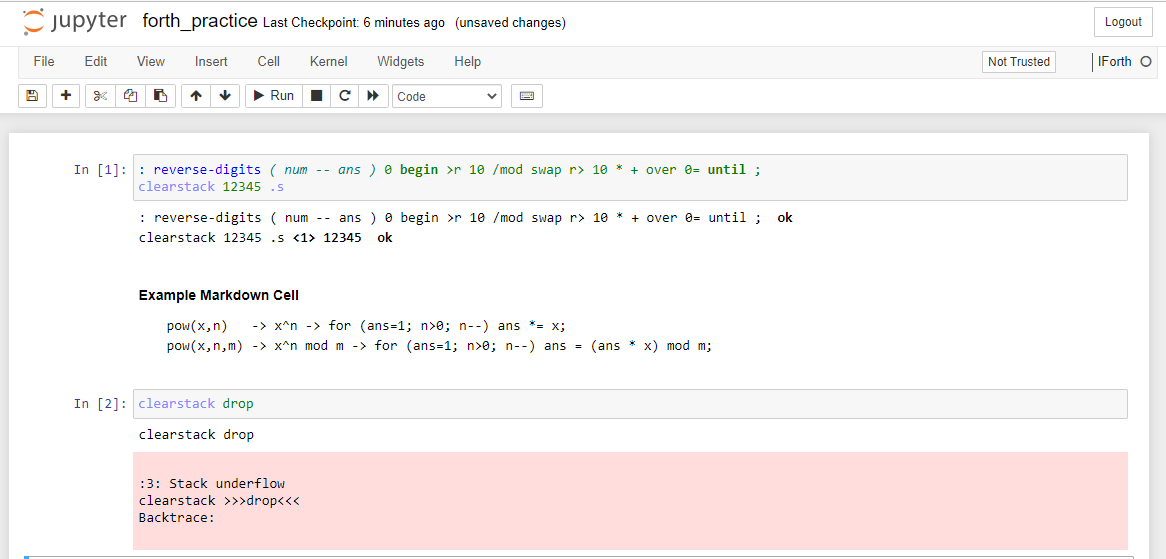 jupyter forth_practice Last Checkpoint: 6 minutes ago (unsaved changes) Logout
File Edit View Insert Cell Kernel Widgets Help Not Trusted IForth
Run Code
In [1]: : reverse-digits ( num -- ans ) 0 begin >r 10 /mod swap r> 10 * + over 0= until ;
clearstack 12345 .s
: reverse-digits ( num -- ans ) 0 begin >r 10 /mod swap r> 10 * + over 0= until ;  ok
clearstack 12345 .s <1> 12345  ok
Example Markdown Cell
pow(x,n)   -> x^n -> for (ans=1; n>0; n--) ans *= x;
pow(x,n,m) -> x^n mod m -> for (ans=1; n>0; n--) ans = (ans * x) mod m;
In [2]: clearstack drop
clearstack drop
:3: Stack underflow
clearstack >>>drop<<<
Backtrace: